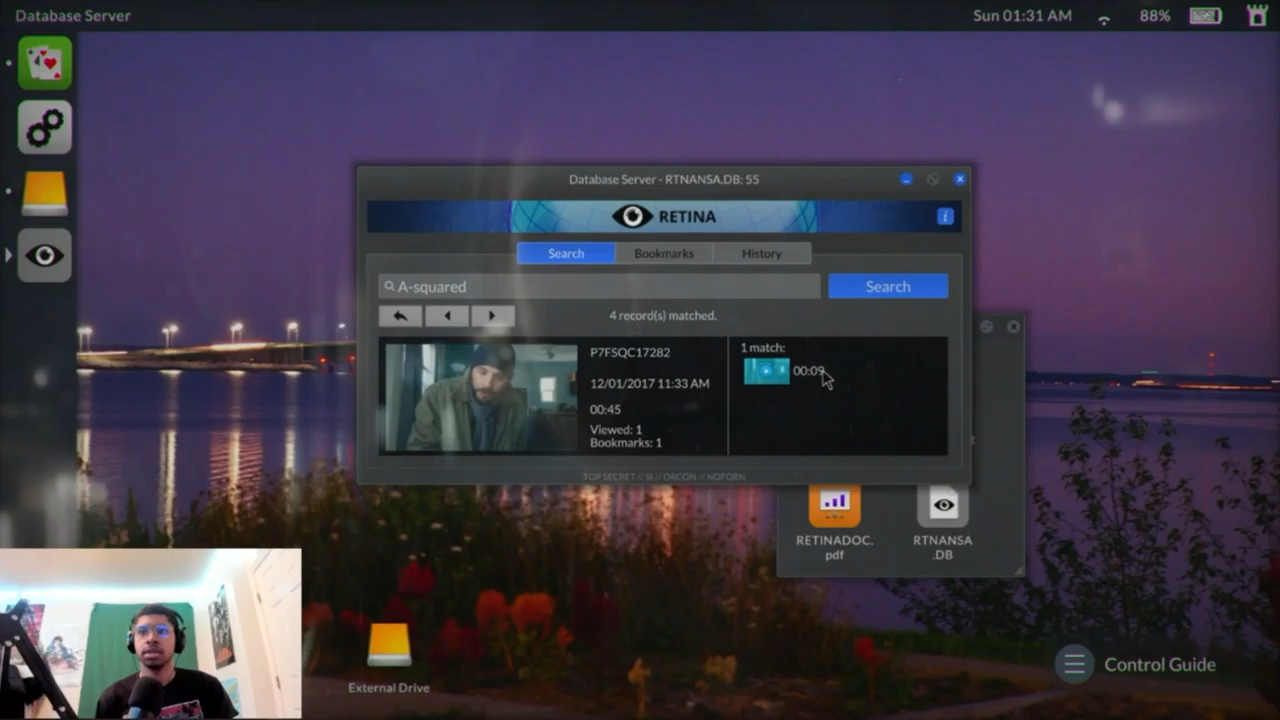 Database Server
Sun 01:31 AM
88%
Database Server - RTNANSA.DB: 55
RETINA
i
Search
Bookmarks
History
A-squared
Search
4 record(s) matched.
P7FSQC17282
12/01/2017 11:33 AM
00:45
Viewed: 1
Bookmarks: 1
1 match:
00:09
TOP SECRET // SI // ORCON // NOFORN
RETINADOC.
pdf
RTNANSA
.DB
External Drive
Control Guide